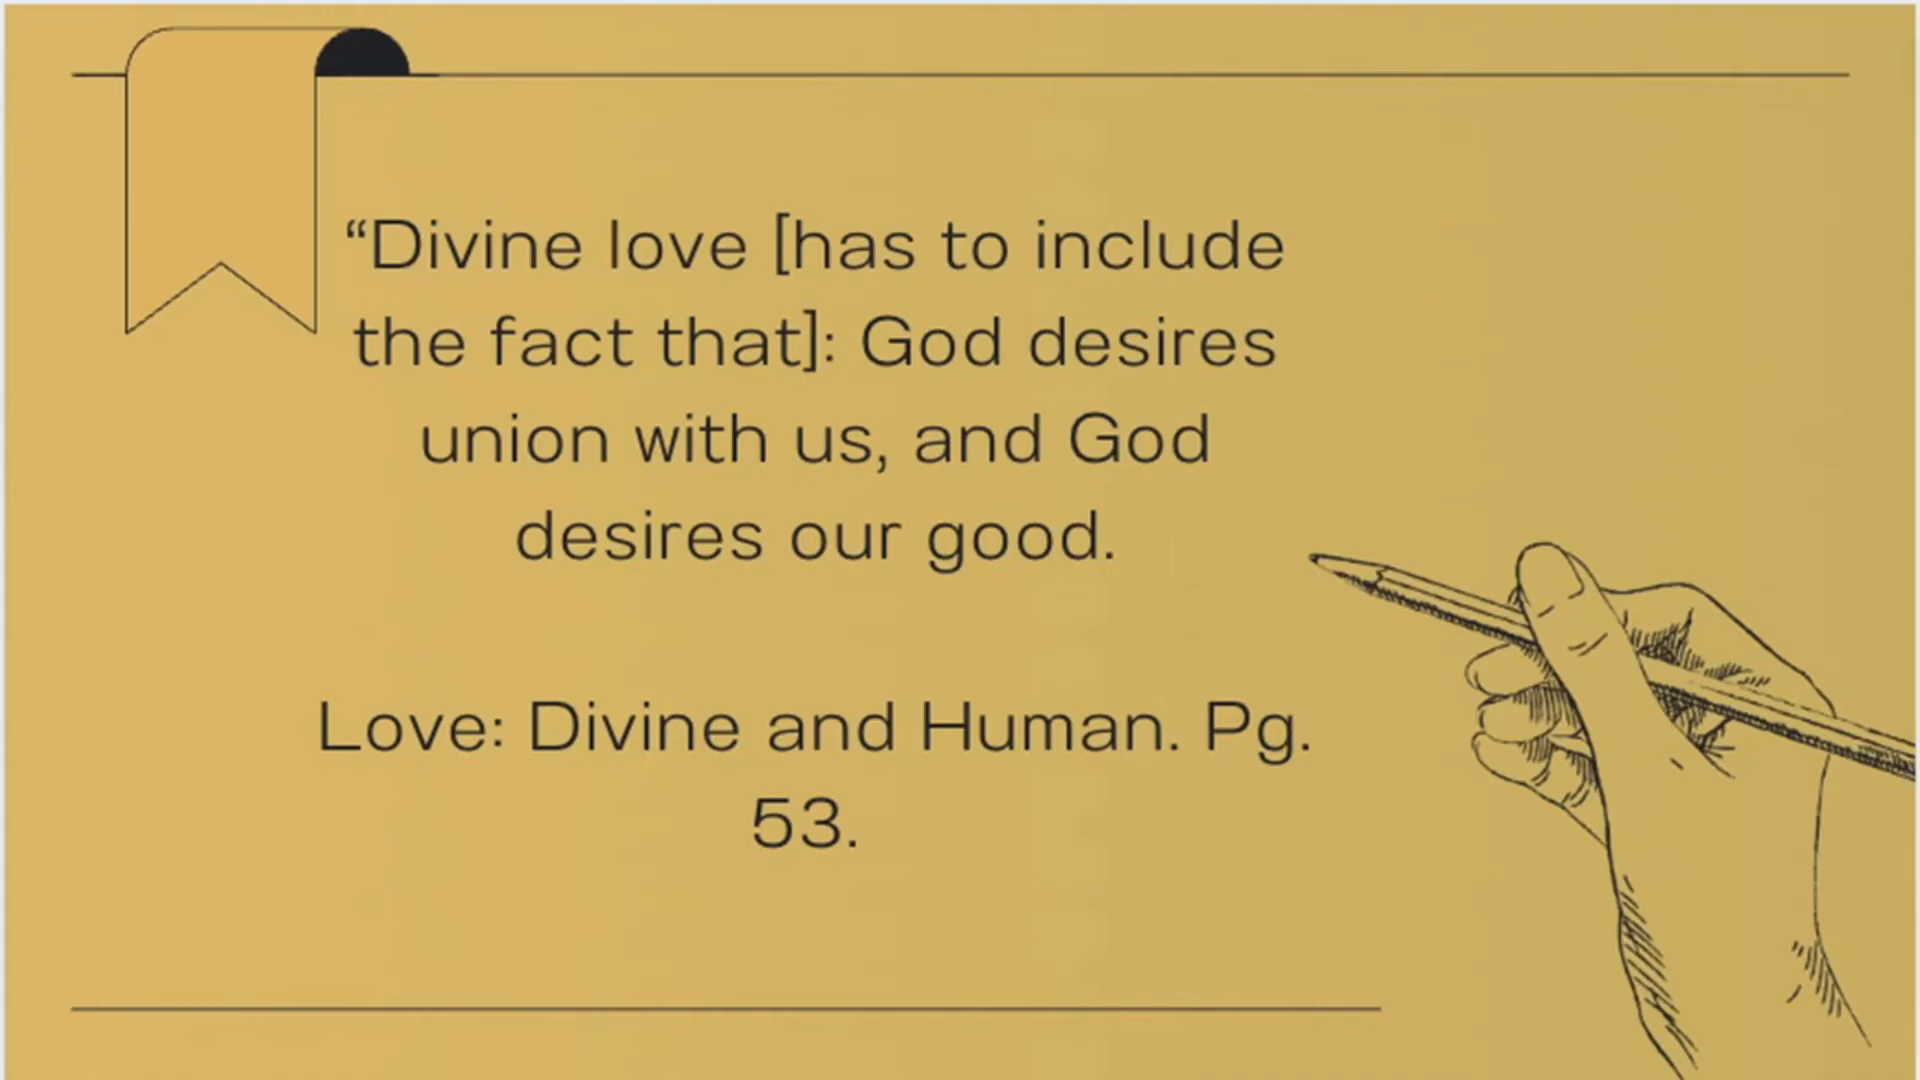 “Divine love [has to include
the fact that]: God desires
union with us, and God
desires our good.
Love: Divine and Human. Pg.
53.